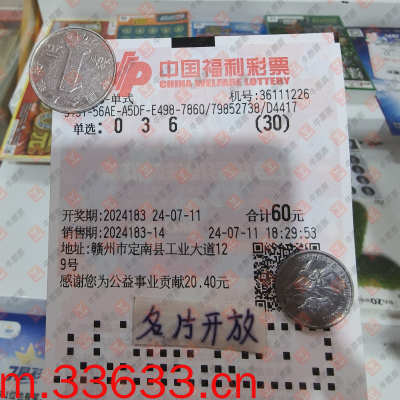 中国福利彩票
CHINA WELFARE LOTTERY
-单式
机号:36111226
-56AE-A5DF-E498-7860/79852738/D4417
单选: 0 3 6 (30)
开奖期:2024183 24-07-11 合计60元
销售期:2024183-14 24-07-11 18:29:53
地址:赣州市定南县工业大道12
9号
感谢您为公益事业贡献20.40元
名片开放
m.33633.cn